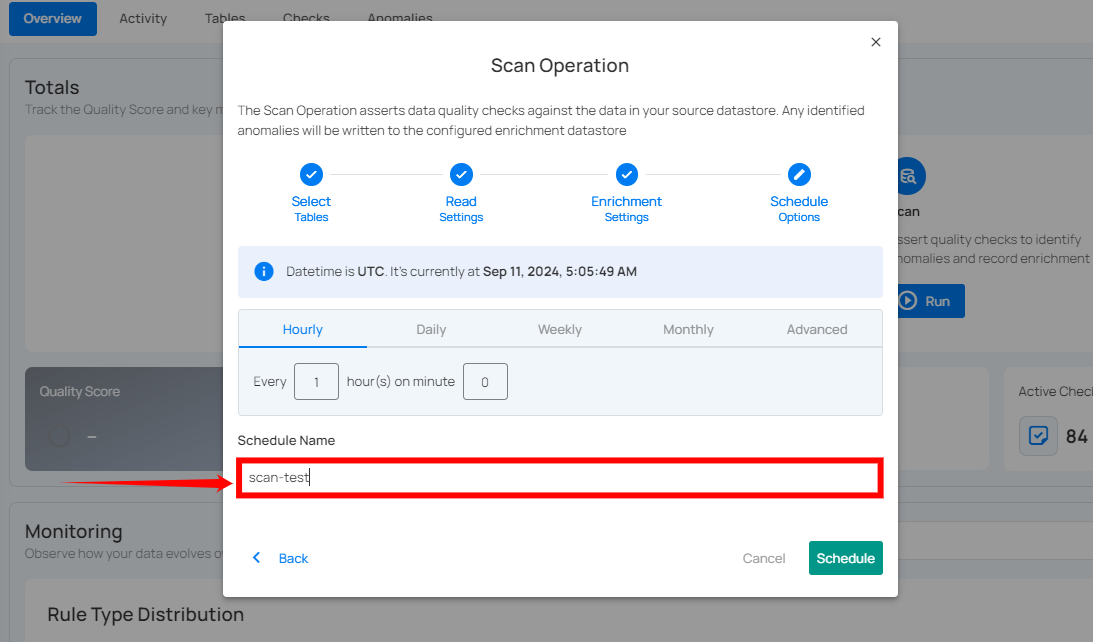 Overview Activity Tables Checks Anomalies
Scan Operation
The Scan Operation asserts data quality checks against the data in your source datastore. Any identified
anomalies will be written to the configured enrichment datastore
Select Read Enrichment Schedule
Tables Settings Settings Options
Datetime is UTC. It's currently at Sep 11, 2024, 5:05:49 AM
Hourly Daily Weekly Monthly Advanced
Every 1 hour(s) on minute 0
Schedule Name
scan-test
Back Cancel Schedule
Totals
Track the Quality Score and key m
can
ssert quality checks to identify
nomalies and record enrichment
Run
Quality Score
–
Active Chec
84
Monitoring
Observe how your data evolves ov
Rule Type Distribution